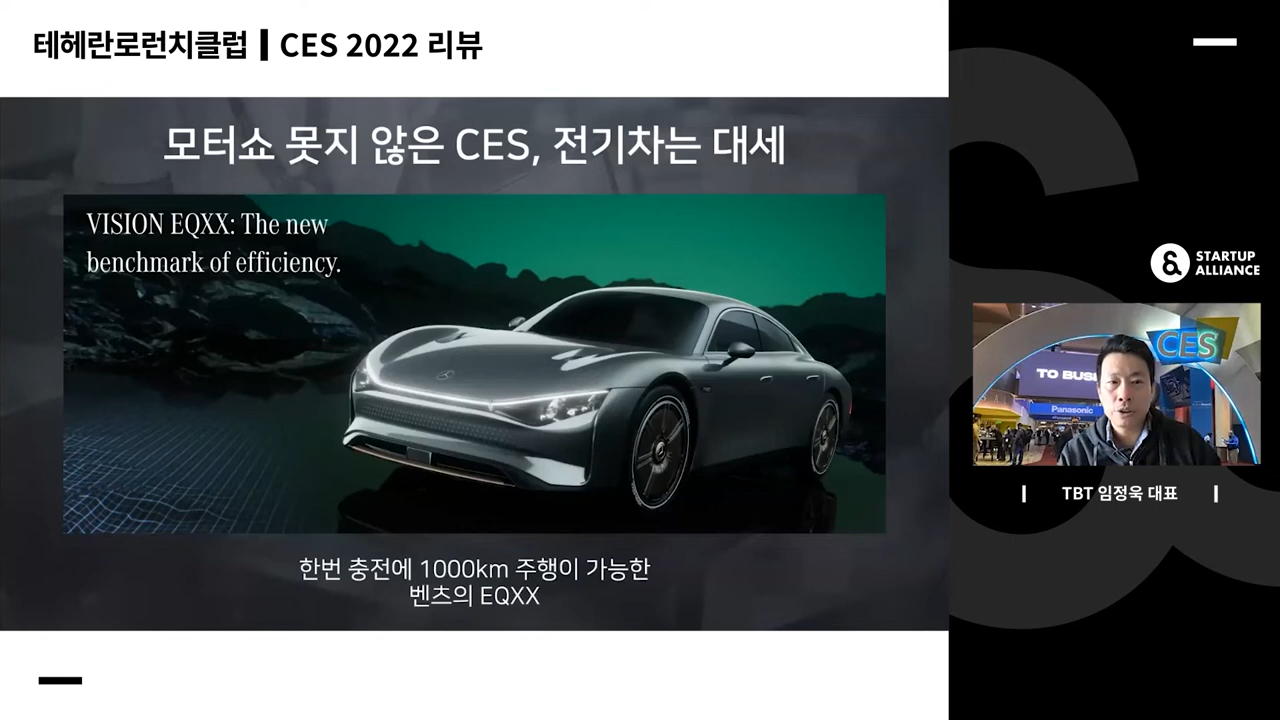 테헤란로런치클럽 | CES 2022 리뷰
모터쇼 못지 않은 CES, 전기차는 대세
VISION EQXX: The new
benchmark of efficiency.
한번 충전에 1000km 주행이 가능한
벤츠의 EQXX
STARTUP
ALLIANCE
CES
TO BUSI
Panasonic
TBT 임정욱 대표